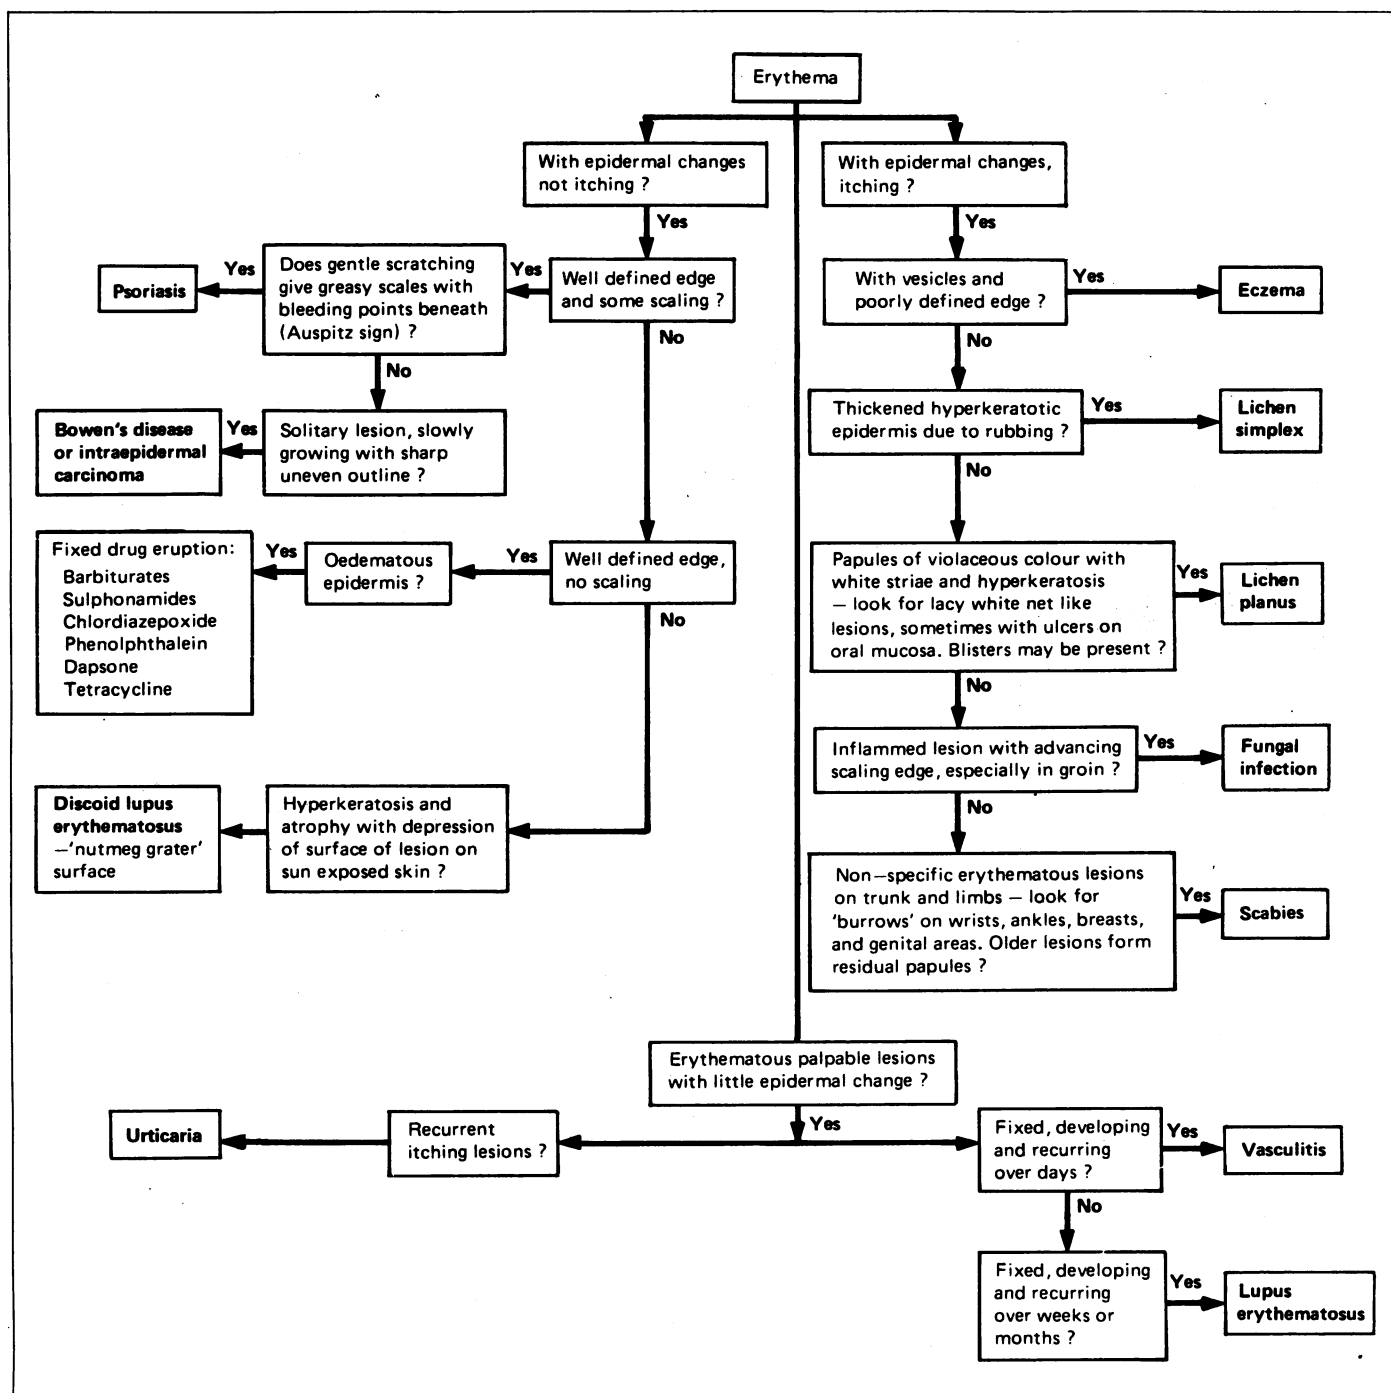 Erythema
With epidermal changes
not itching ?
Yes
Well defined edge
and some scaling ?
Yes
Does gentle scratching
give greasy scales with
bleeding points beneath
(Auspitz sign) ?
Yes
Psoriasis
No
Solitary lesion, slowly
growing with sharp
uneven outline ?
Yes
Bowen's disease
or intraepidermal
carcinoma
No
Well defined edge,
no scaling
Yes
Oedematous
epidermis ?
Yes
Fixed drug eruption:
Barbiturates
Sulphonamides
Chlordiazepoxide
Phenolphthalein
Dapsone
Tetracycline
No
Hyperkeratosis and
atrophy with depression
of surface of lesion on
sun exposed skin ?
Discoid lupus
erythematosus
—'nutmeg grater'
surface
With epidermal changes,
itching ?
Yes
With vesicles and
poorly defined edge ?
Yes
Eczema
No
Thickened hyperkeratotic
epidermis due to rubbing ?
Yes
Lichen
simplex
No
Papules of violaceous colour with
white striae and hyperkeratosis
— look for lacy white net like
lesions, sometimes with ulcers on
oral mucosa. Blisters may be present ?
Yes
Lichen
planus
No
Inflammed lesion with advancing
scaling edge, especially in groin ?
Yes
Fungal
infection
No
Non—specific erythematous lesions
on trunk and limbs — look for
'burrows' on wrists, ankles, breasts,
and genital areas. Older lesions form
residual papules ?
Yes
Scabies
Erythematous palpable lesions
with little epidermal change ?
Yes
Recurrent
itching lesions ?
Urticaria
Fixed, developing
and recurring
over days ?
Yes
Vasculitis
No
Fixed, developing
and recurring
over weeks or
months ?
Yes
Lupus
erythematosus